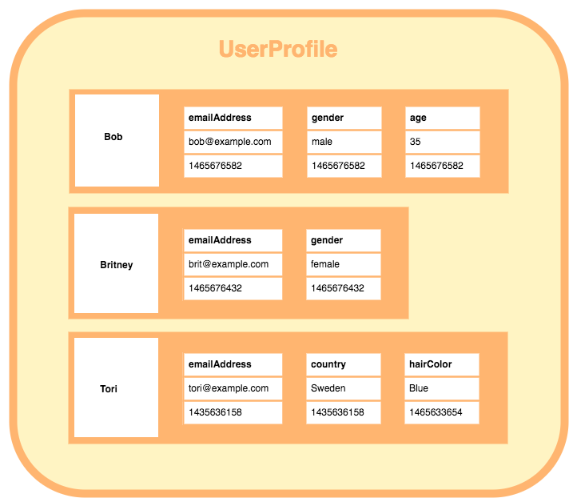 UserProfile
Bob
emailAddress gender age
bob@example.com male 35
1465676582 1465676582 1465676582
Britney
emailAddress gender
brit@example.com female
1465676432 1465676432
Tori
emailAddress country hairColor
tori@example.com Sweden Blue
1435636158 1435636158 1465633654